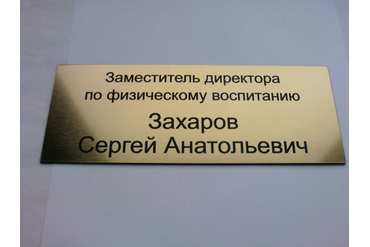 Заместитель директора
по физическому воспитанию
Захаров
Сергей Анатольевич